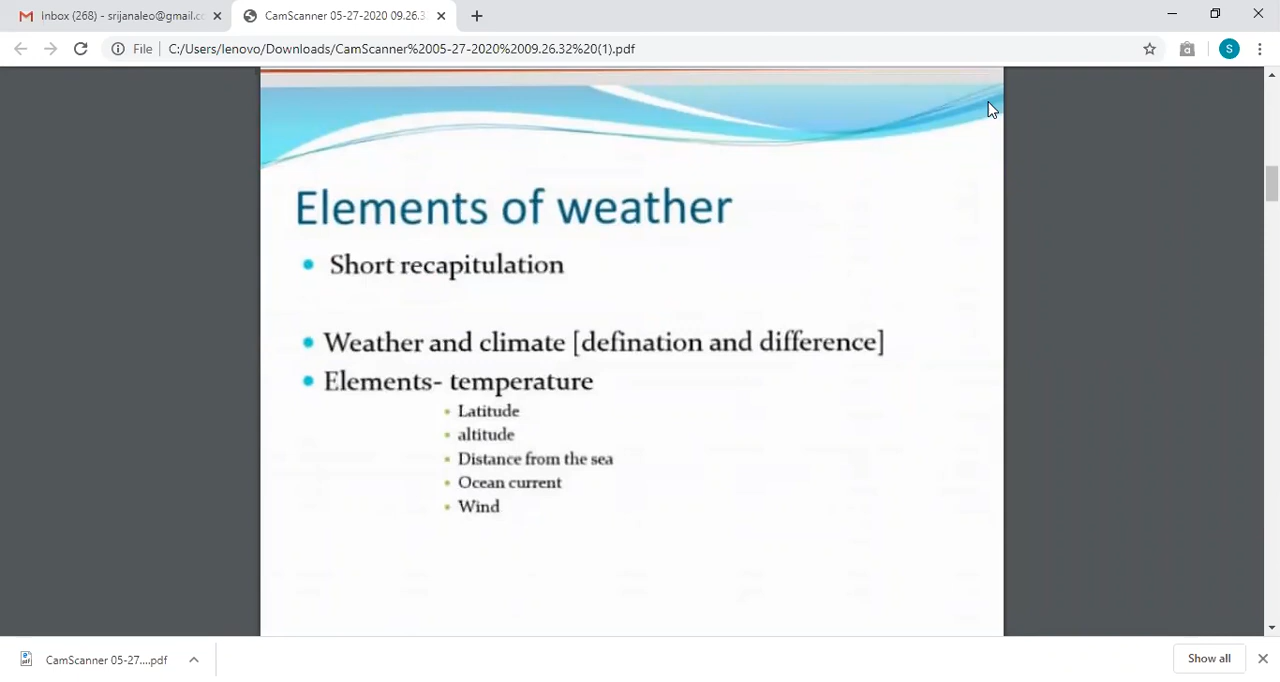 Inbox (268) - srijanaleo@gmail.co
CamScanner 05-27-2020 09.26.3
File
C:/Users/lenovo/Downloads/CamScanner%2005-27-2020%2009.26.32%20(1).pdf
S
Elements of weather
• Short recapitulation
• Weather and climate [defination and difference]
• Elements- temperature
• Latitude
• altitude
• Distance from the sea
• Ocean current
• Wind
CamScanner 05-27....pdf
Show all